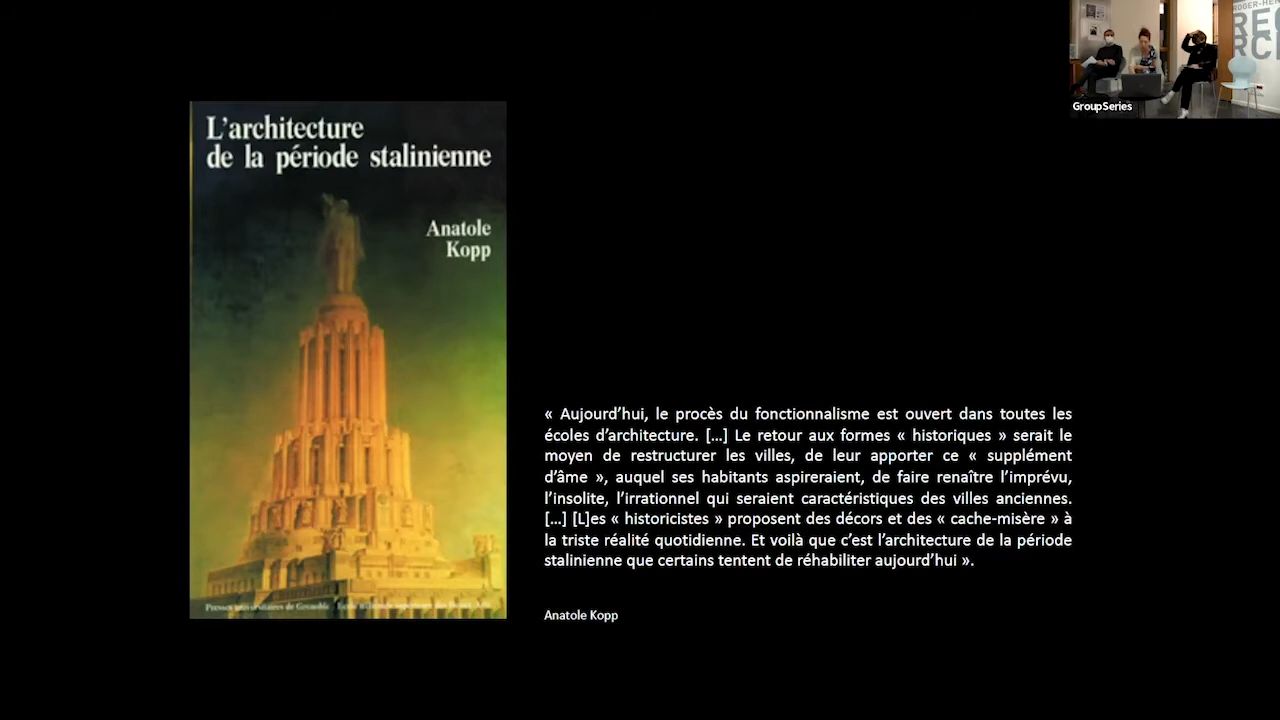 L'architecture
de la période stalinienne
Anatole
Kopp
Presses universitaires de Grenoble
« Aujourd'hui, le procès du fonctionnalisme est ouvert dans toutes les
écoles d'architecture. […] Le retour aux formes « historiques » serait le
moyen de restructurer les villes, de leur apporter ce « supplément
d'âme », auquel ses habitants aspireraient, de faire renaître l'imprévu,
l'insolite, l'irrationnel qui seraient caractéristiques des villes anciennes.
[…] [L]es « historicistes » proposent des décors et des « cache-misère » à
la triste réalité quotidienne. Et voilà que c'est l'architecture de la période
stalinienne que certains tentent de réhabiliter aujourd'hui ».
Anatole Kopp
GroupSeries